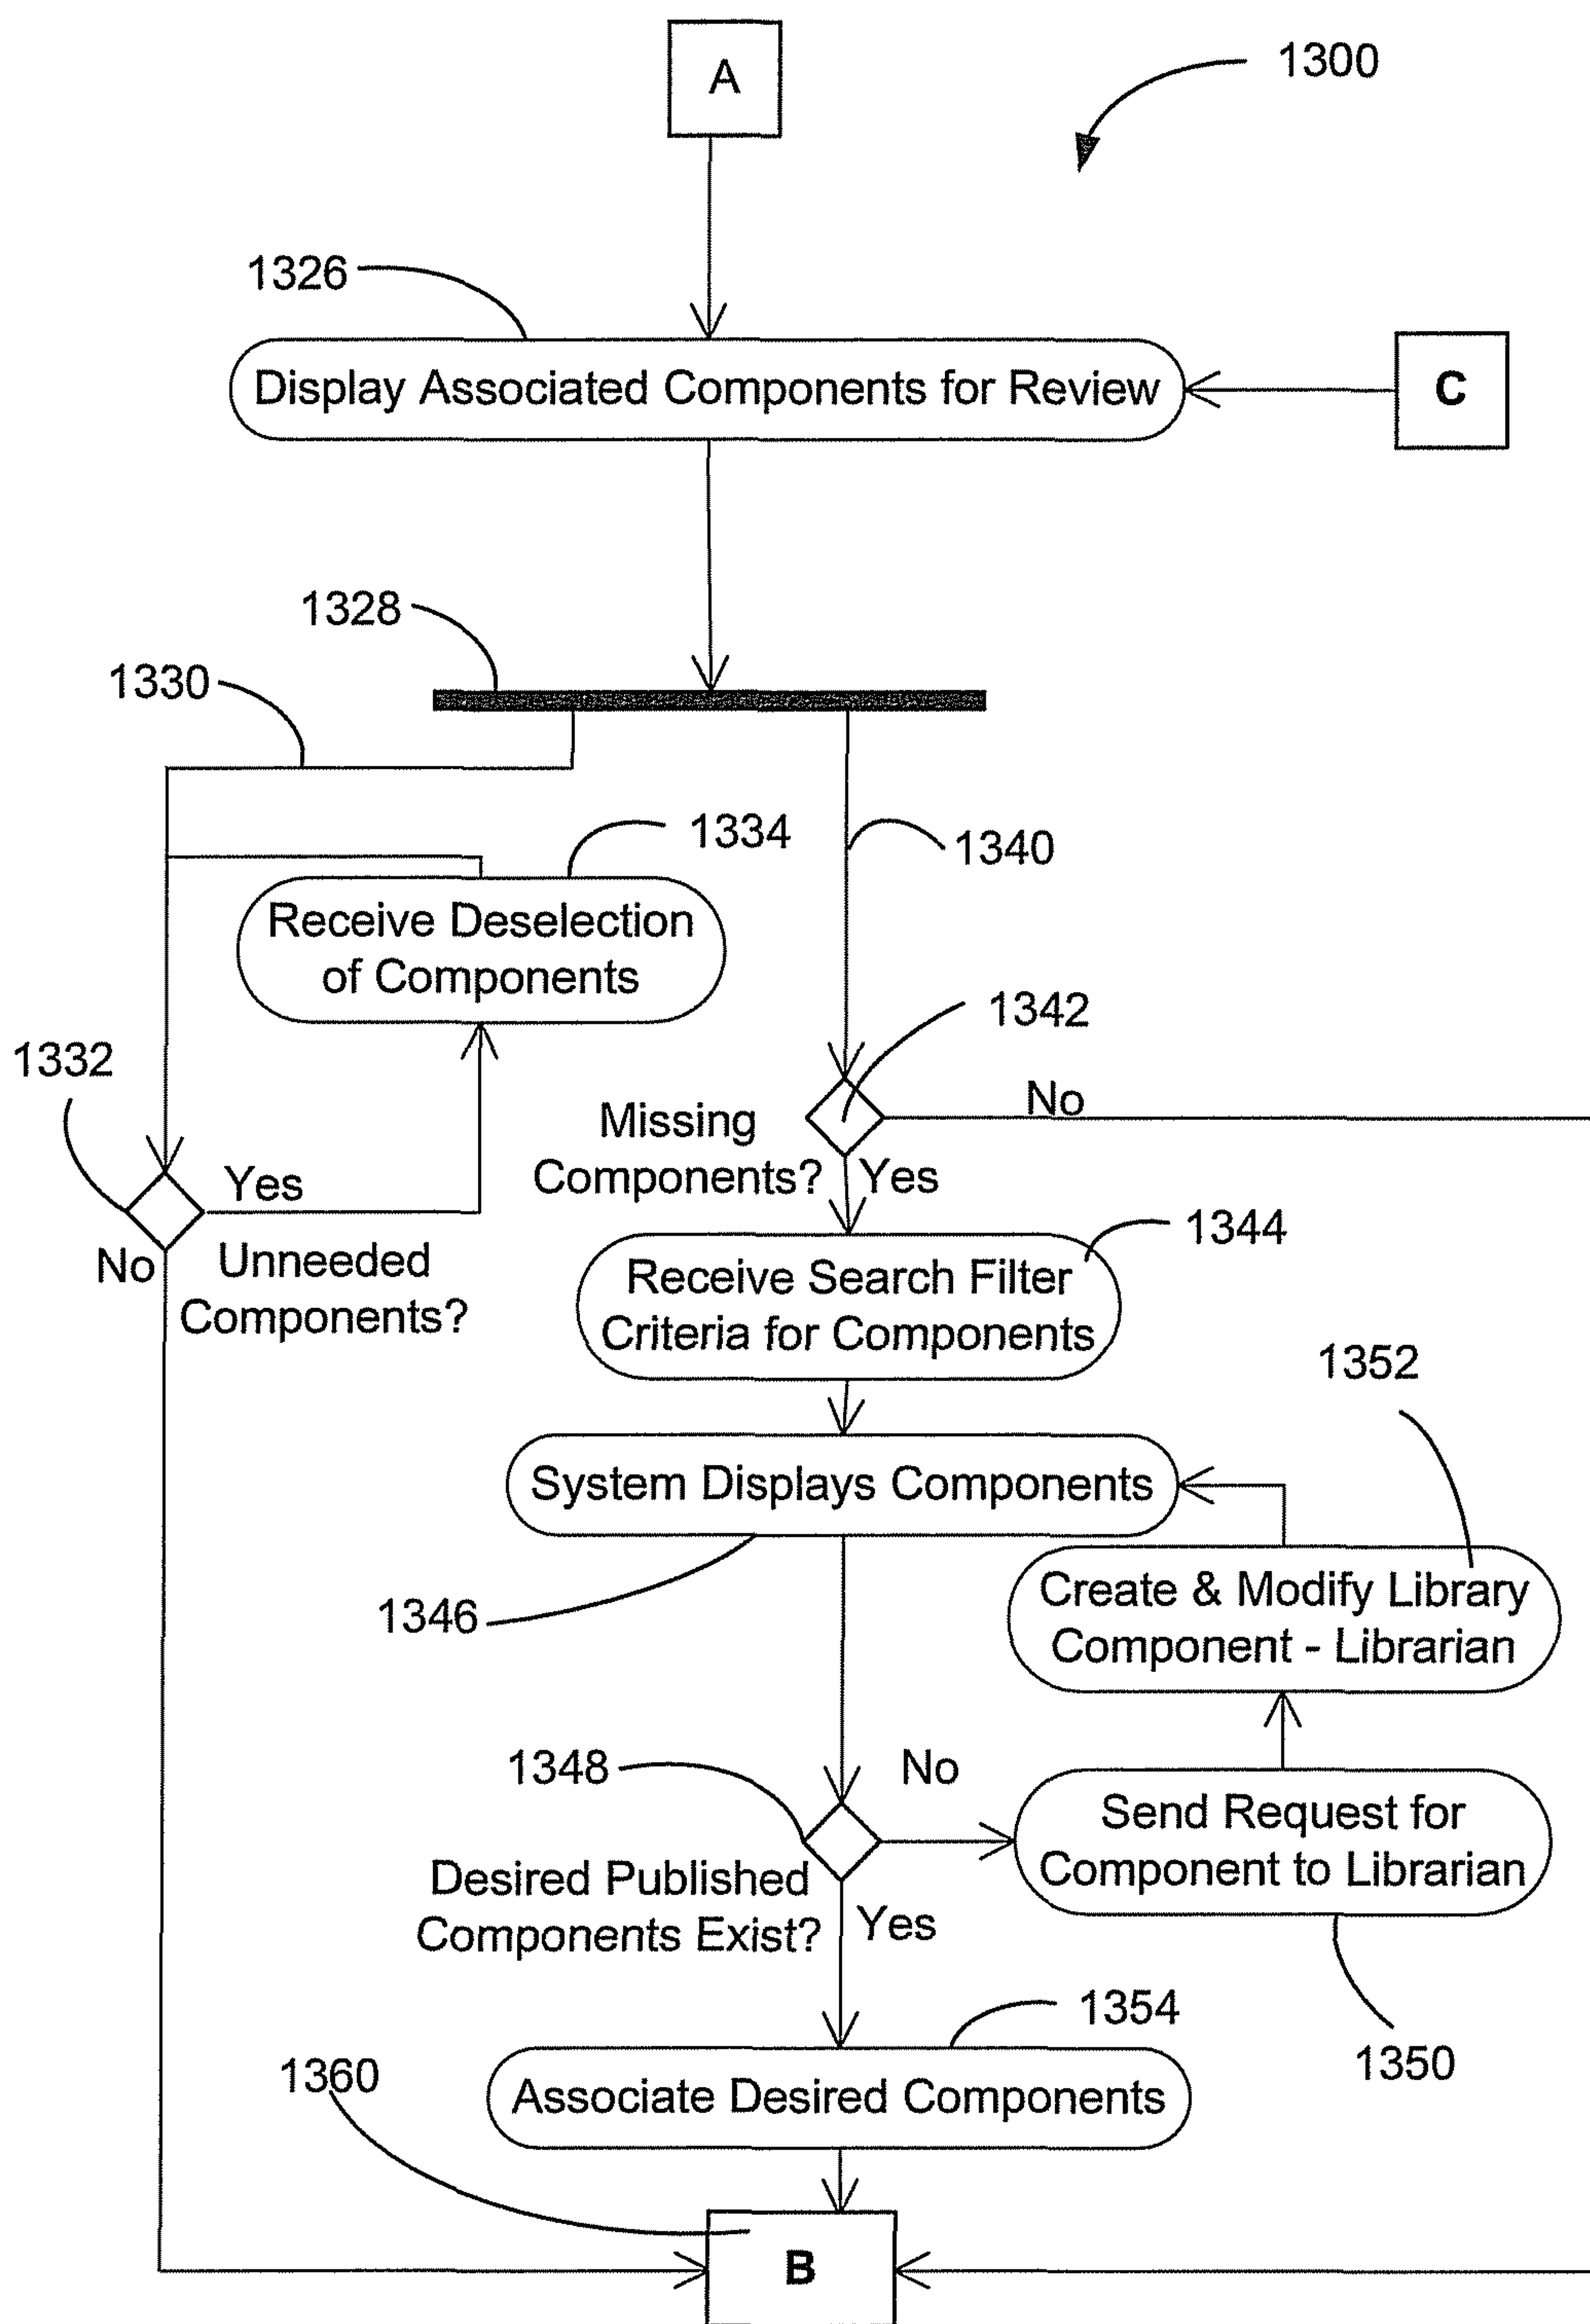 A
1300
1326
Display Associated Components for Review
C
1328
1330
1334
1340
Receive Deselection
of Components
1342
1332
No
Missing
Components?
Yes
Yes
No
Unneeded
Components?
1344
Receive Search Filter
Criteria for Components
1352
System Displays Components
Create & Modify Library
Component - Librarian
1346
1348
No
Send Request for
Component to Librarian
Desired Published
Components Exist?
Yes
1354
1350
1360
Associate Desired Components
B